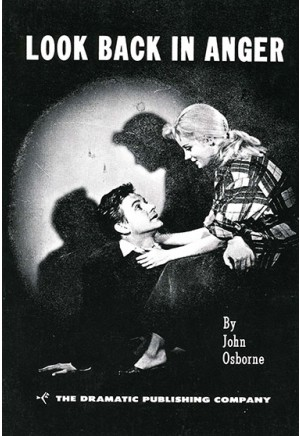 LOOK BACK IN ANGER
By
John
Osborne
THE DRAMATIC PUBLISHING COMPANY